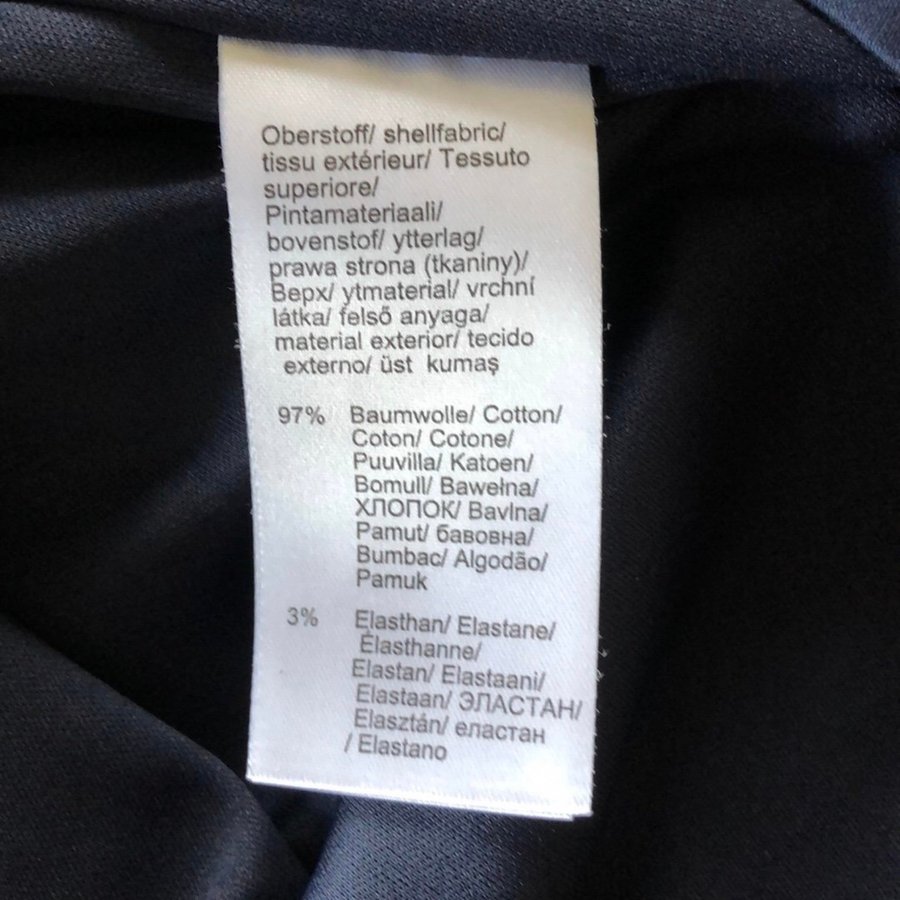 Oberstoff/ shellfabric/
tissu extérieur/ Tessuto
superiore/
Pintamateriaali/
bovenstof/ ytterlag/
prawa strona (tkaniny)/
Верх/ ytmaterial/ vrchní
látka/ felső anyaga/
material exterior/ tecido
externo/ üst kumaş
97% Baumwolle/ Cotton/
Coton/ Cotone/
Puuvilla/ Katoen/
Bomull/ Bawełna/
ХЛОПОК/ Bavlna/
Pamut/ бавовна/
Bumbac/ Algodão/
Pamuk
3% Elasthan/ Elastane/
Élasthanne/
Elastan/ Elastaani/
Elastaan/ ЭЛАСТАН/
Elasztán/ еластан
/ Elastano